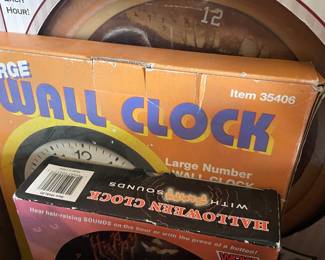 HOUR!
12
RGE
WALL CLOCK
Item 35406
Large Number
WALL CLOCK
12
HALLOWEEN CLOCK
WITH SOUNDS
Hear hair-raising SOUNDS on the hour or with the press of a button!